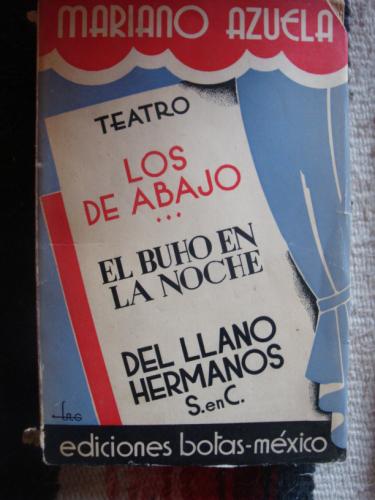 MARIANO AZUELA
TEATRO
LOS
DE ABAJO
...
EL BUHO EN
LA NOCHE
DEL LLANO
HERMANOS
S. en C.
ediciones botas-méxico